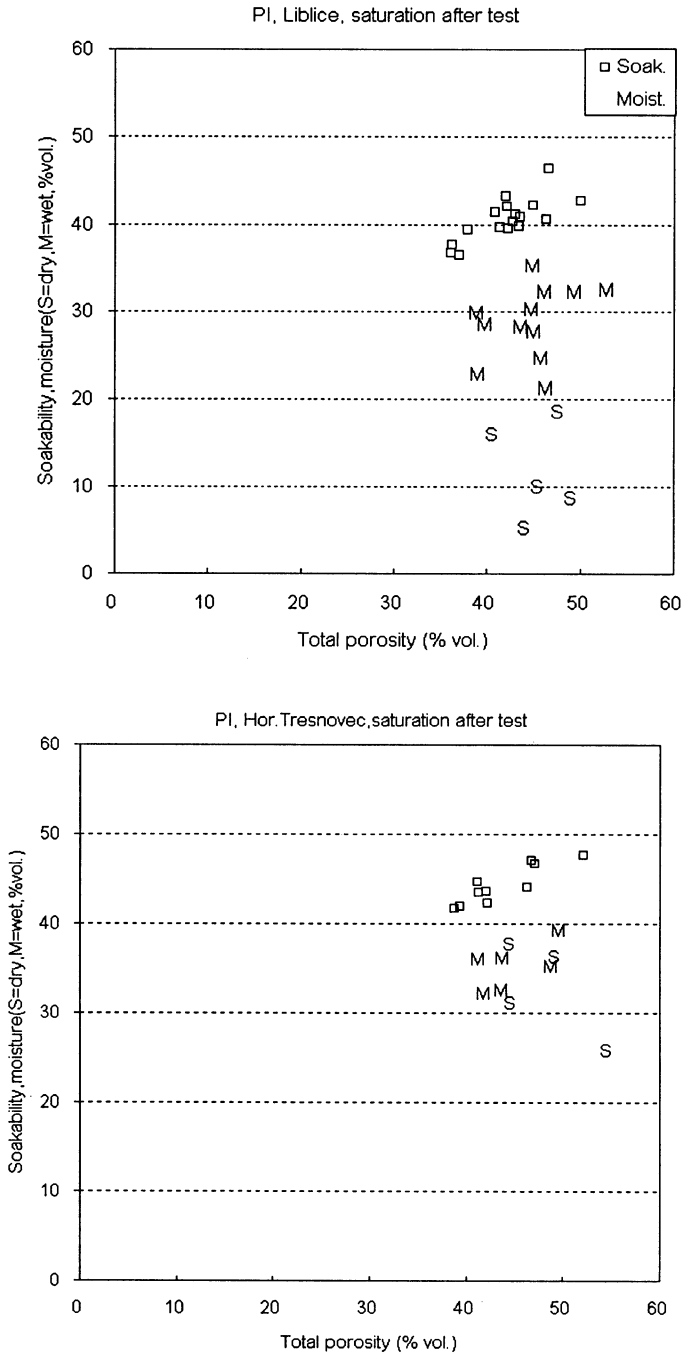 PI, Liblice, saturation after test
60
Soak.
Moist.
50
40
M
M M M
30
M M
M M M
M M
M
20
S
S
10
S
S
S
0
0 10 20 30 40 50 60
Soakability,moisture(S=dry,M=wet,%vol.)
Total porosity (% vol.)
PI, Hor.Tresnovec,saturation after test
60
50
40
M
S
M M S
M
M M
S
30
S
20
10
0
0 10 20 30 40 50 60
Soakability,moisture(S=dry,M=wet,%vol.)
Total porosity (% vol.)